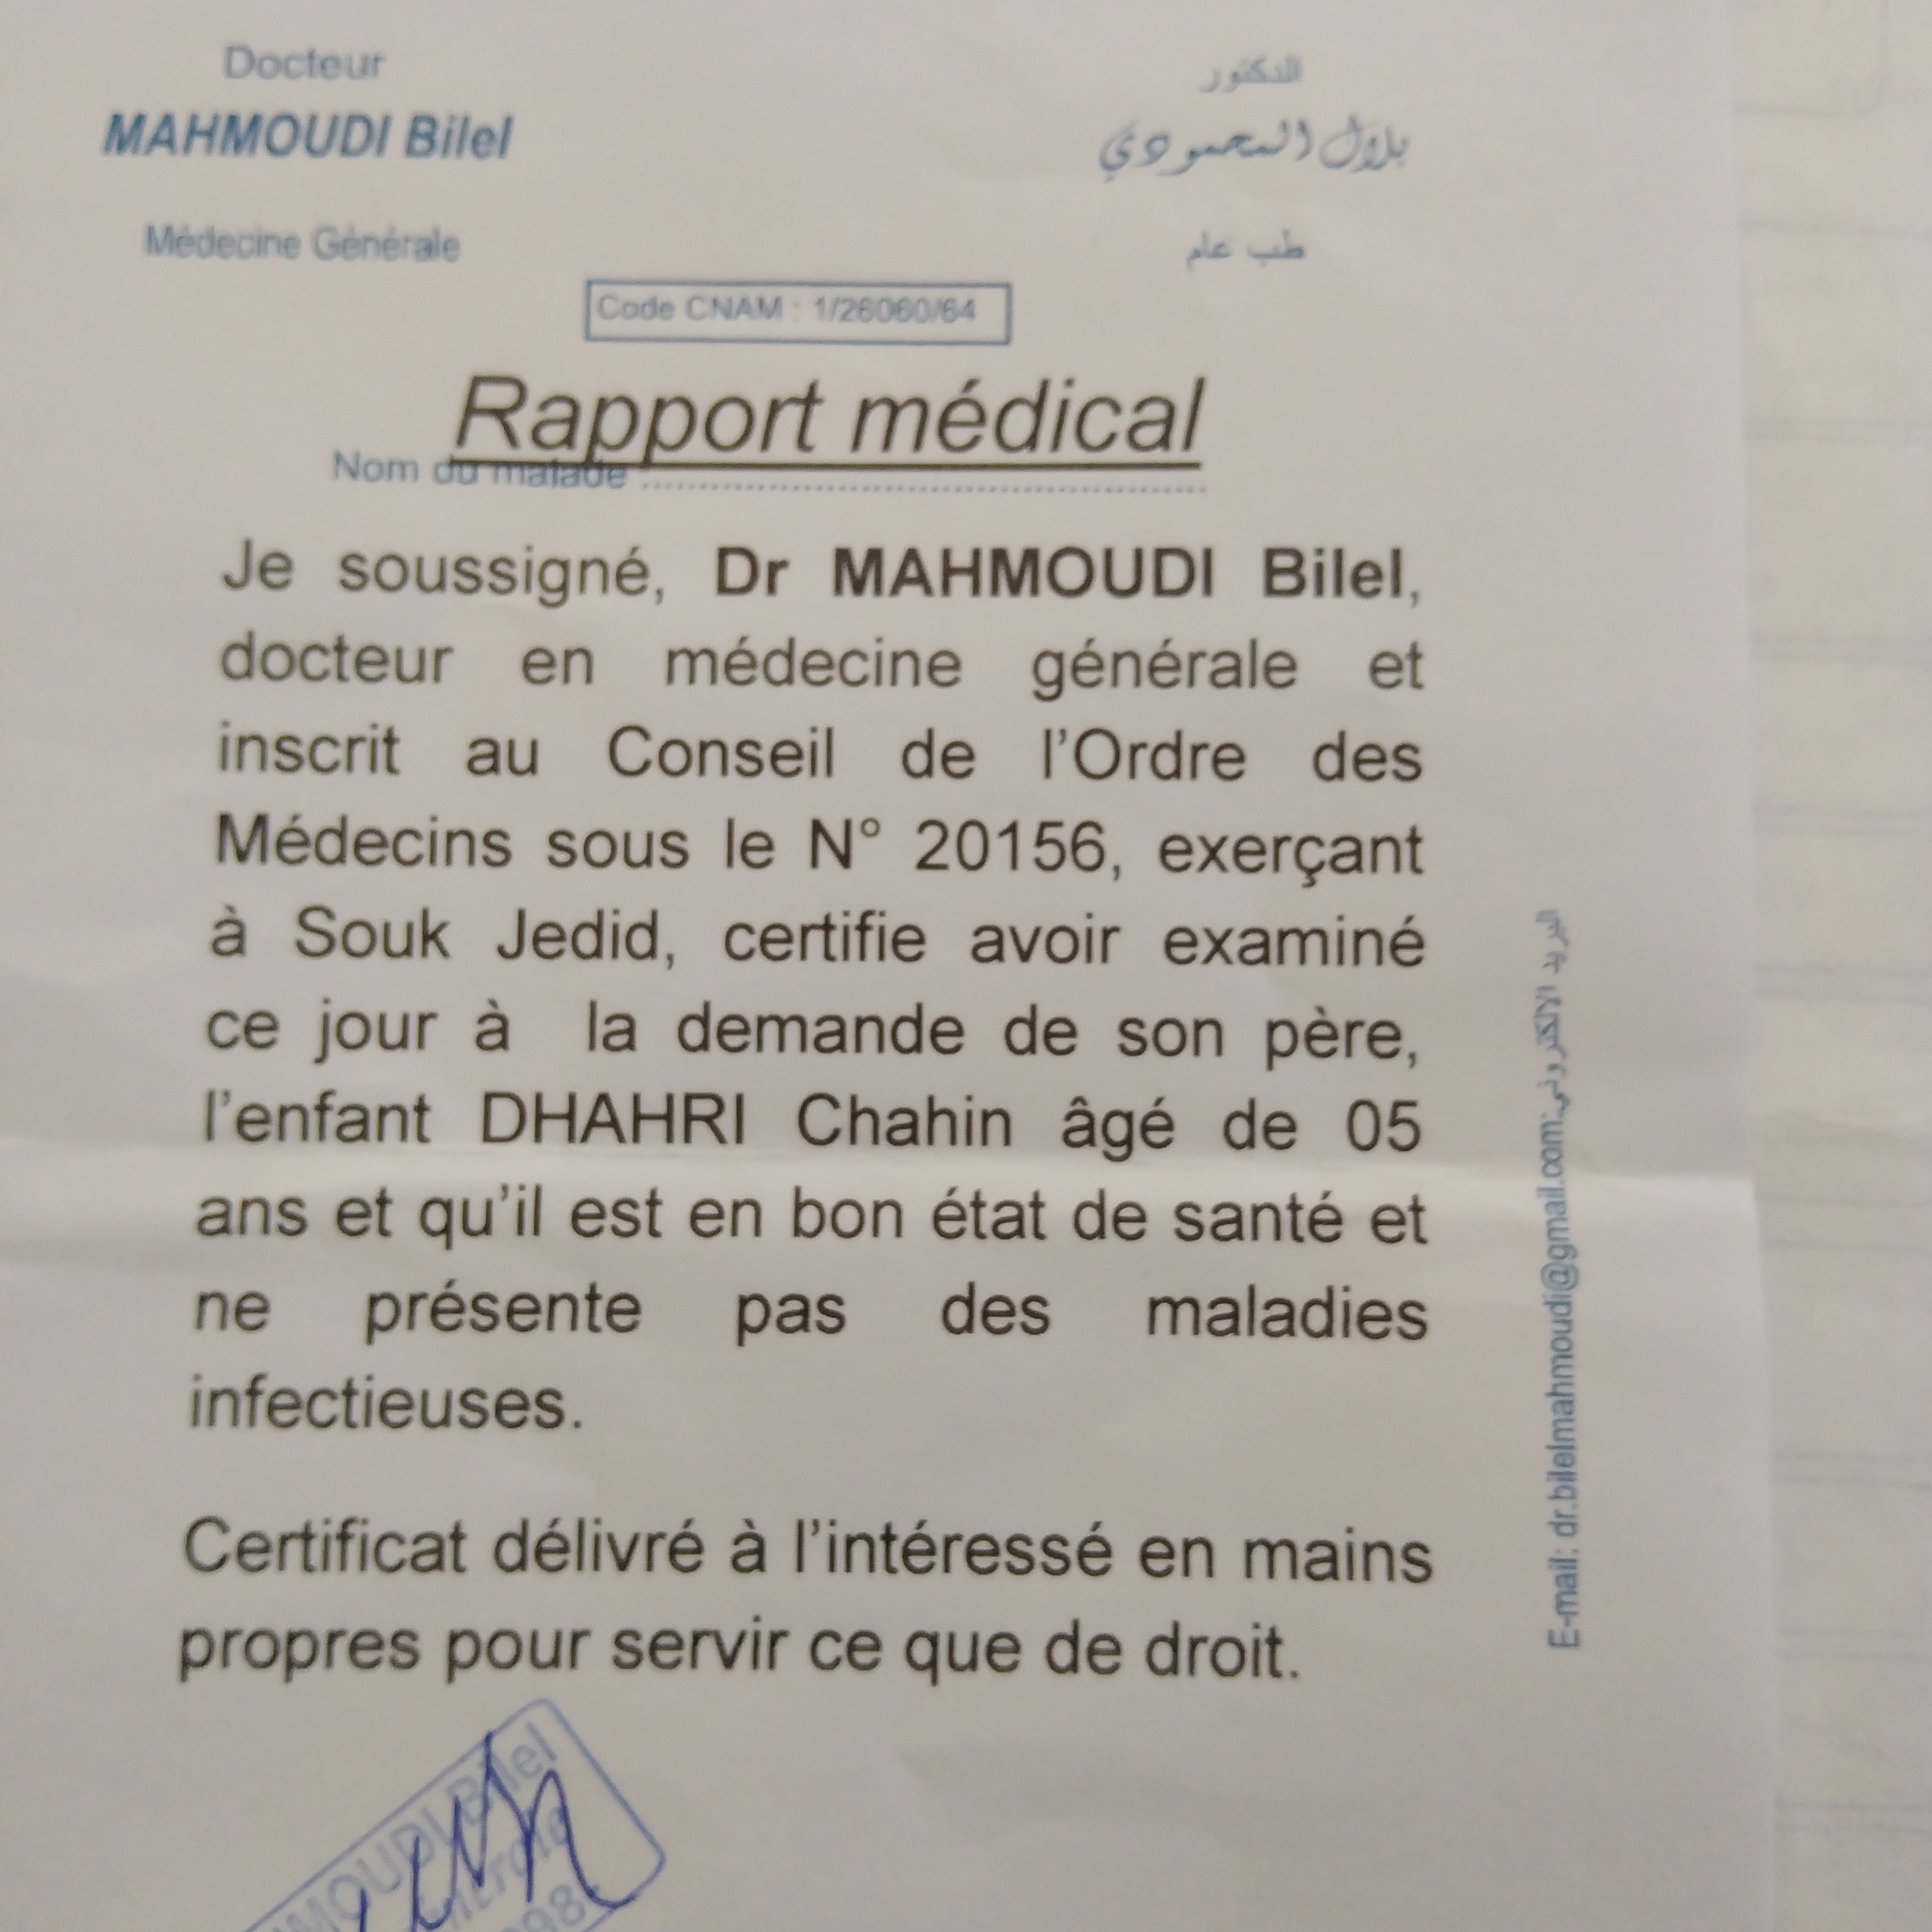 Docteur
MAHMOUDI Bilel
Médecine Générale
الدكتور
بلال المحمودي
طب عام
Code CNAM : 1/26060/64
Rapport médical
Nom du malade
Je soussigné, Dr MAHMOUDI Bilel,
docteur en médecine générale et
inscrit au Conseil de l'Ordre des
Médecins sous le N° 20156, exerçant
à Souk Jedid, certifie avoir examiné
ce jour à la demande de son père,
l'enfant DHAHRI Chahin âgé de 05
ans et qu'il est en bon état de santé et
ne présente pas des maladies
infectieuses.
Certificat délivré à l'intéressé en mains
propres pour servir ce que de droit.
E-mail: dr.bilelmahmoudi@gmail.com:البريد الالكتروني
MOUDI Bilel